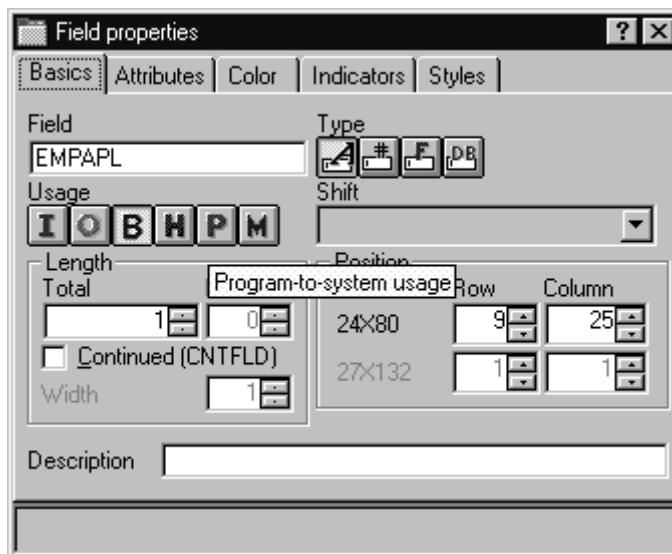 Field properties
? X
Basics Attributes Color Indicators Styles
Field Type
EMPAPL A # F DB
Usage Shift
I O B H P M
Length Position
Total Program-to-system usage Row Column
1 0 24X80 9 25
Continued (CNTFLD) 27X132 1 1
Width 1
Description